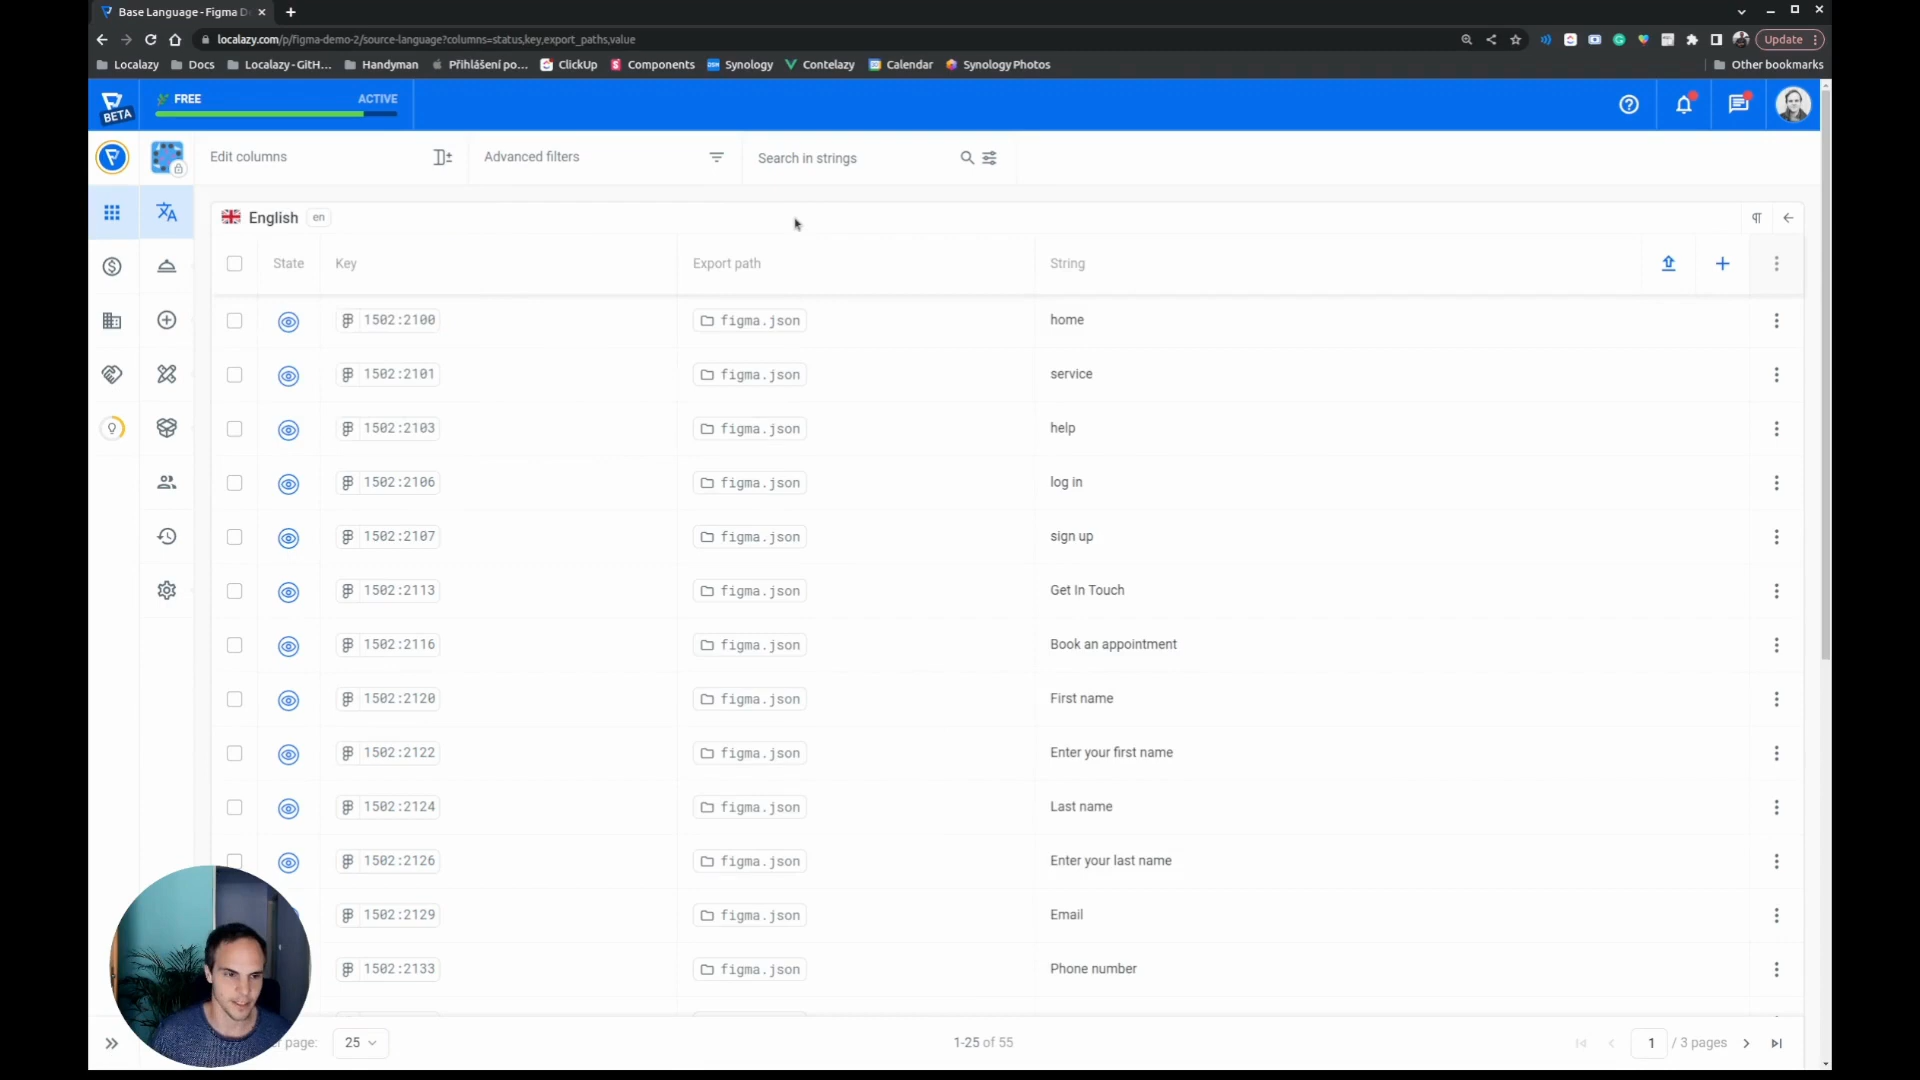 Base Language - Figma D
localazy.com/p/figma-demo-2/source-language?columns=status,key,export_paths,value
Update
Localazy
Docs
Localazy - GitH...
Handyman
Přihlášení po...
ClickUp
Components
Synology
Contelazy
Calendar
Synology Photos
Other bookmarks
BETA
FREE
ACTIVE
Edit columns
Advanced filters
Search in strings
English en
State Key Export path String
1502:2100 figma.json home
1502:2101 figma.json service
1502:2103 figma.json help
1502:2106 figma.json log in
1502:2107 figma.json sign up
1502:2113 figma.json Get In Touch
1502:2116 figma.json Book an appointment
1502:2120 figma.json First name
1502:2122 figma.json Enter your first name
1502:2124 figma.json Last name
1502:2126 figma.json Enter your last name
1502:2129 figma.json Email
1502:2133 figma.json Phone number
page: 25
1-25 of 55
1 / 3 pages